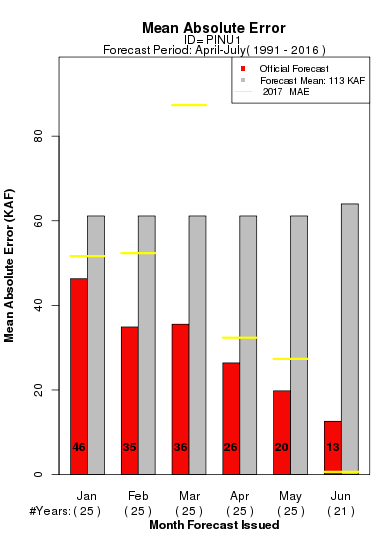 Mean Absolute Error
ID= PINU1
Forecast Period: April-July( 1991 - 2016 )
Official Forecast
Forecast Mean: 113 KAF
2017 MAE
Mean Absolute Error (KAF)
80
60
40
20
0
46 35 36 26 20 13
Jan Feb Mar Apr May Jun
#Years: ( 25 ) ( 25 ) ( 25 ) ( 25 ) ( 25 ) ( 21 )
Month Forecast Issued